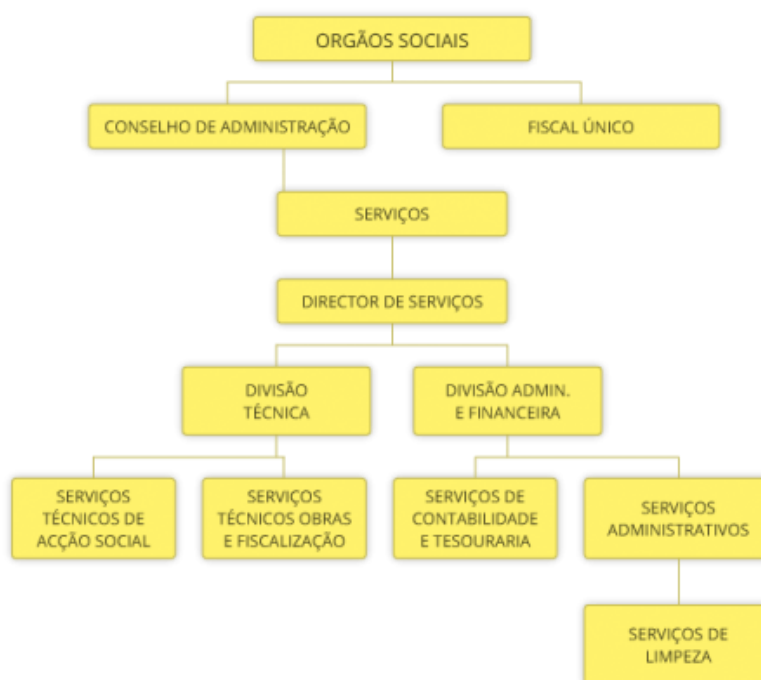 ORGÃOS SOCIAIS
CONSELHO DE ADMINISTRAÇÃO
FISCAL ÚNICO
SERVIÇOS
DIRECTOR DE SERVIÇOS
DIVISÃO
TÉCNICA
DIVISÃO ADMIN.
E FINANCEIRA
SERVIÇOS
TÉCNICOS DE
ACÇÃO SOCIAL
SERVIÇOS
TÉCNICOS OBRAS
E FISCALIZAÇÃO
SERVIÇOS DE
CONTABILIDADE
E TESOURARIA
SERVIÇOS
ADMINISTRATIVOS
SERVIÇOS DE
LIMPEZA